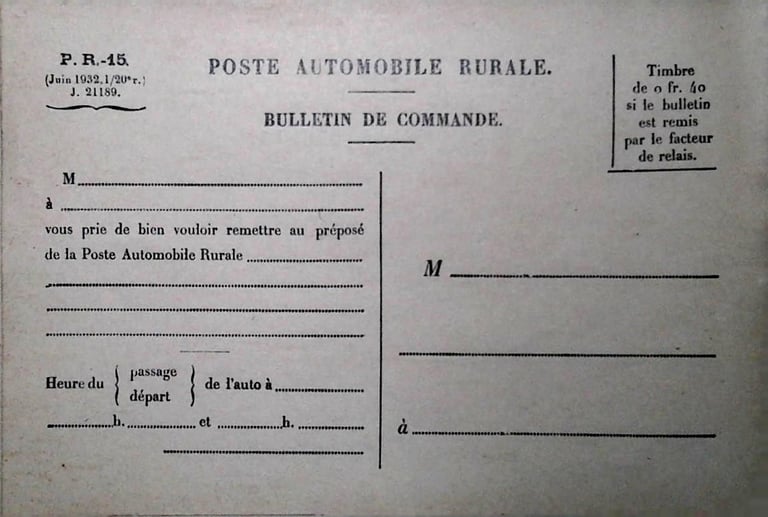 P. R.-15.
(Juin 1932.1/20ᵉ r.)
J. 21189.
POSTE AUTOMOBILE RURALE.
BULLETIN DE COMMANDE.
Timbre
de 0 fr. 40
si le bulletin
est remis
par le facteur
de relais.
M
à
vous prie de bien vouloir remettre au préposé
de la Poste Automobile Rurale
Heure du { passage départ } de l'auto à
h. et h.
M
à